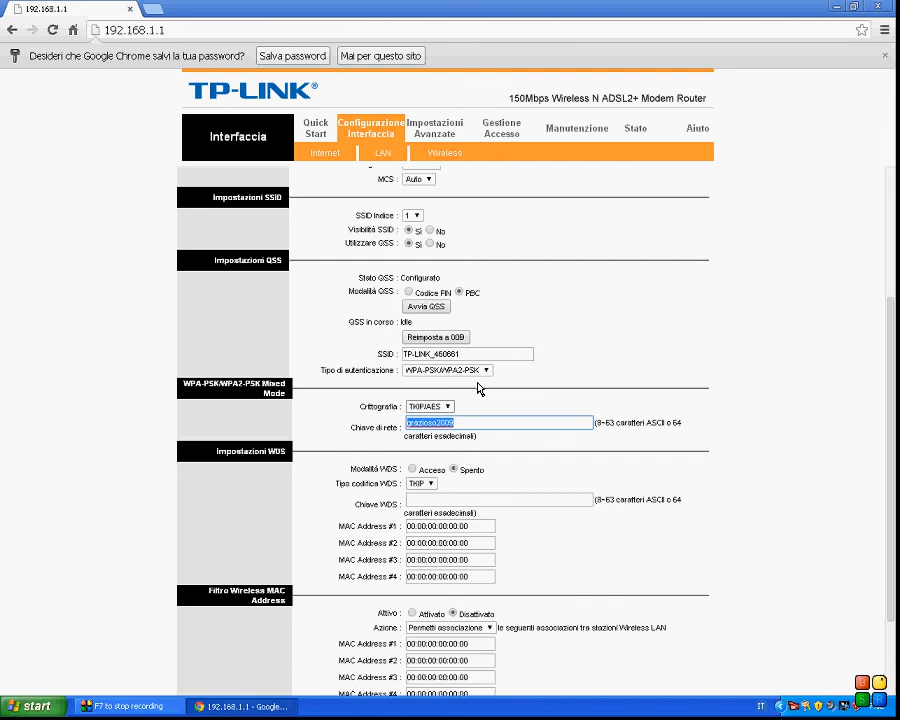 192.168.1.1
192.168.1.1
Desideri che Google Chrome salvi la tua password? Salva password Mai per questo sito
TP-LINK®
150Mbps Wireless N ADSL2+ Modem Router
Interfaccia
Quick Start
Configurazione Interfaccia
Impostazioni Avanzate
Gestione Accesso
Manutenzione
Stato
Aiuto
Internet LAN Wireless
MCS : Auto
Impostazioni SSID
SSID Indice : 1
Visibilità SSID : Sì No
Utilizzare QSS : Sì No
Impostazioni QSS
Stato QSS : Configurato
Modalità QSS : Codice PIN PBC
Avvia QSS
QSS in corso : Idle
Reimposta a OOB
SSID : TP-LINK_460661
Tipo di autenticazione : WPA-PSK/WPA2-PSK
WPA-PSK/WPA2-PSK Mixed
Mode
Crittografia : TKIP/AES
Chiave di rete : grazioso2009 (8~63 caratteri ASCII o 64
caratteri esadecimali)
Impostazioni WDS
Modalità WDS : Acceso Spento
Tipo codifica WDS : TKIP
Chiave WDS : (8~63 caratteri ASCII o 64
caratteri esadecimali)
MAC Address #1 : 00:00:00:00:00:00
MAC Address #2 : 00:00:00:00:00:00
MAC Address #3 : 00:00:00:00:00:00
MAC Address #4 : 00:00:00:00:00:00
Filtro Wireless MAC
Address
Attivo : Attivato Disattivato
Azione : Permetti associazione le seguenti associazioni tra stazioni Wireless LAN
MAC Address #1 : 00:00:00:00:00:00
MAC Address #2 : 00:00:00:00:00:00
MAC Address #3 : 00:00:00:00:00:00
MAC Address #4 : 00:00:00:00:00:00
start F7 to stop recording 192.168.1.1 - Google... IT